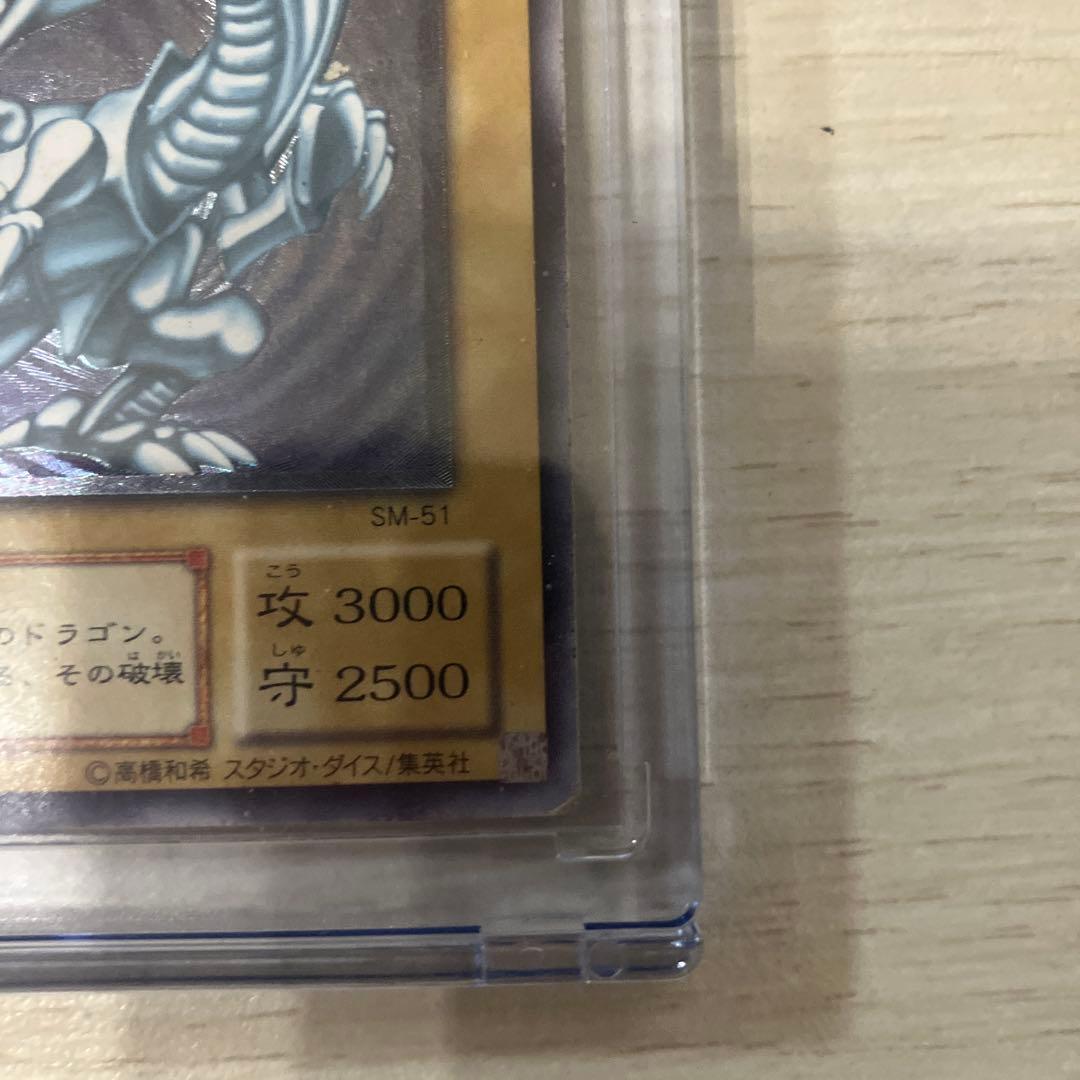 SM-51
こう
攻 3000
しゅ
守 2500
のドラゴン。
はかい
、その破壊
©高橋和希 スタジオ・ダイス/集英社